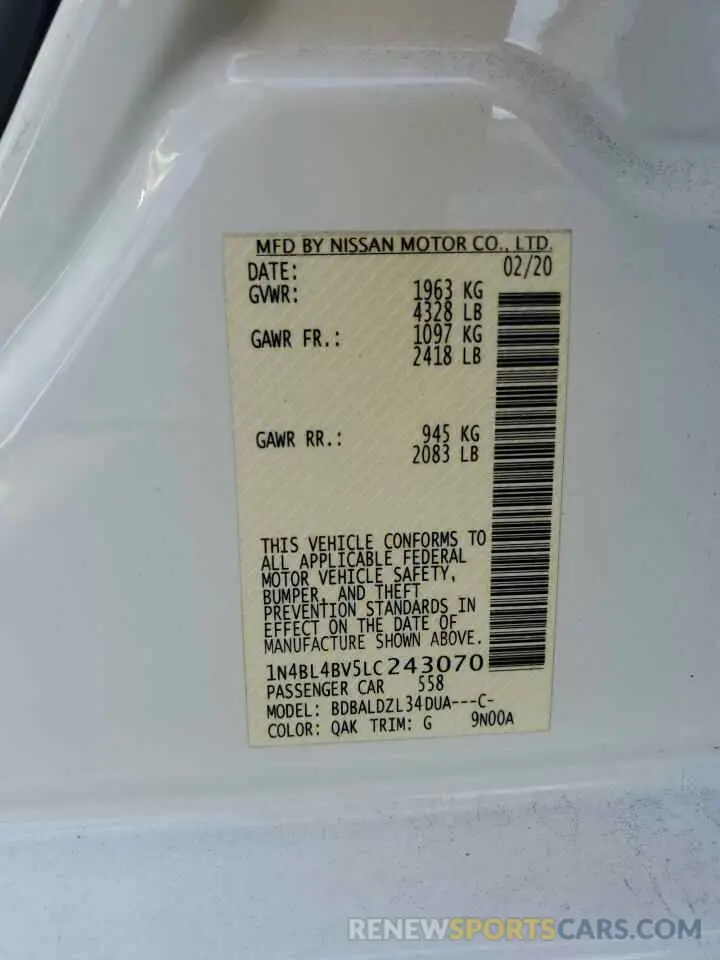 MFD BY NISSAN MOTOR CO., LTD.
DATE: 02/20
GVWR: 1963 KG
4328 LB
GAWR FR.: 1097 KG
2418 LB
GAWR RR.: 945 KG
2083 LB
THIS VEHICLE CONFORMS TO
ALL APPLICABLE FEDERAL
MOTOR VEHICLE SAFETY,
BUMPER, AND THEFT
PREVENTION STANDARDS IN
EFFECT ON THE DATE OF
MANUFACTURE SHOWN ABOVE.
1N4BL4BV5LC243070
PASSENGER CAR 558
MODEL: BDBALDZL34DUA---C-
COLOR: QAK TRIM: G 9N00A
RENEWSPORTSCARS.COM